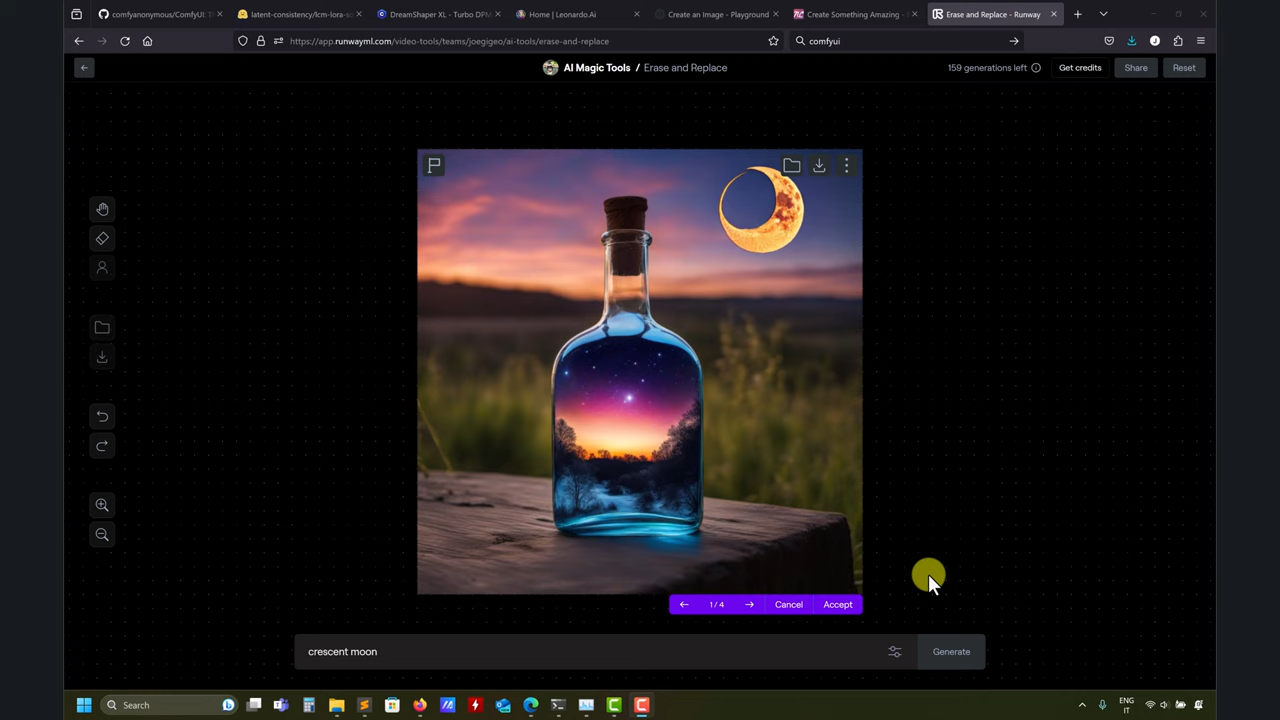 comfyanonymous/ComfyUI: T
latent-consistency/lcm-lora-sd
DreamShaper XL - Turbo DPM
Home | Leonardo.Ai
Create an Image - Playground
Create Something Amazing -
Erase and Replace - Runway
https://app.runwayml.com/video-tools/teams/joegigeo/ai-tools/erase-and-replace
comfyui
J
AI Magic Tools / Erase and Replace
159 generations left
Get credits
Share
Reset
1 / 4
Cancel
Accept
crescent moon
Generate
Search
ENG
IT